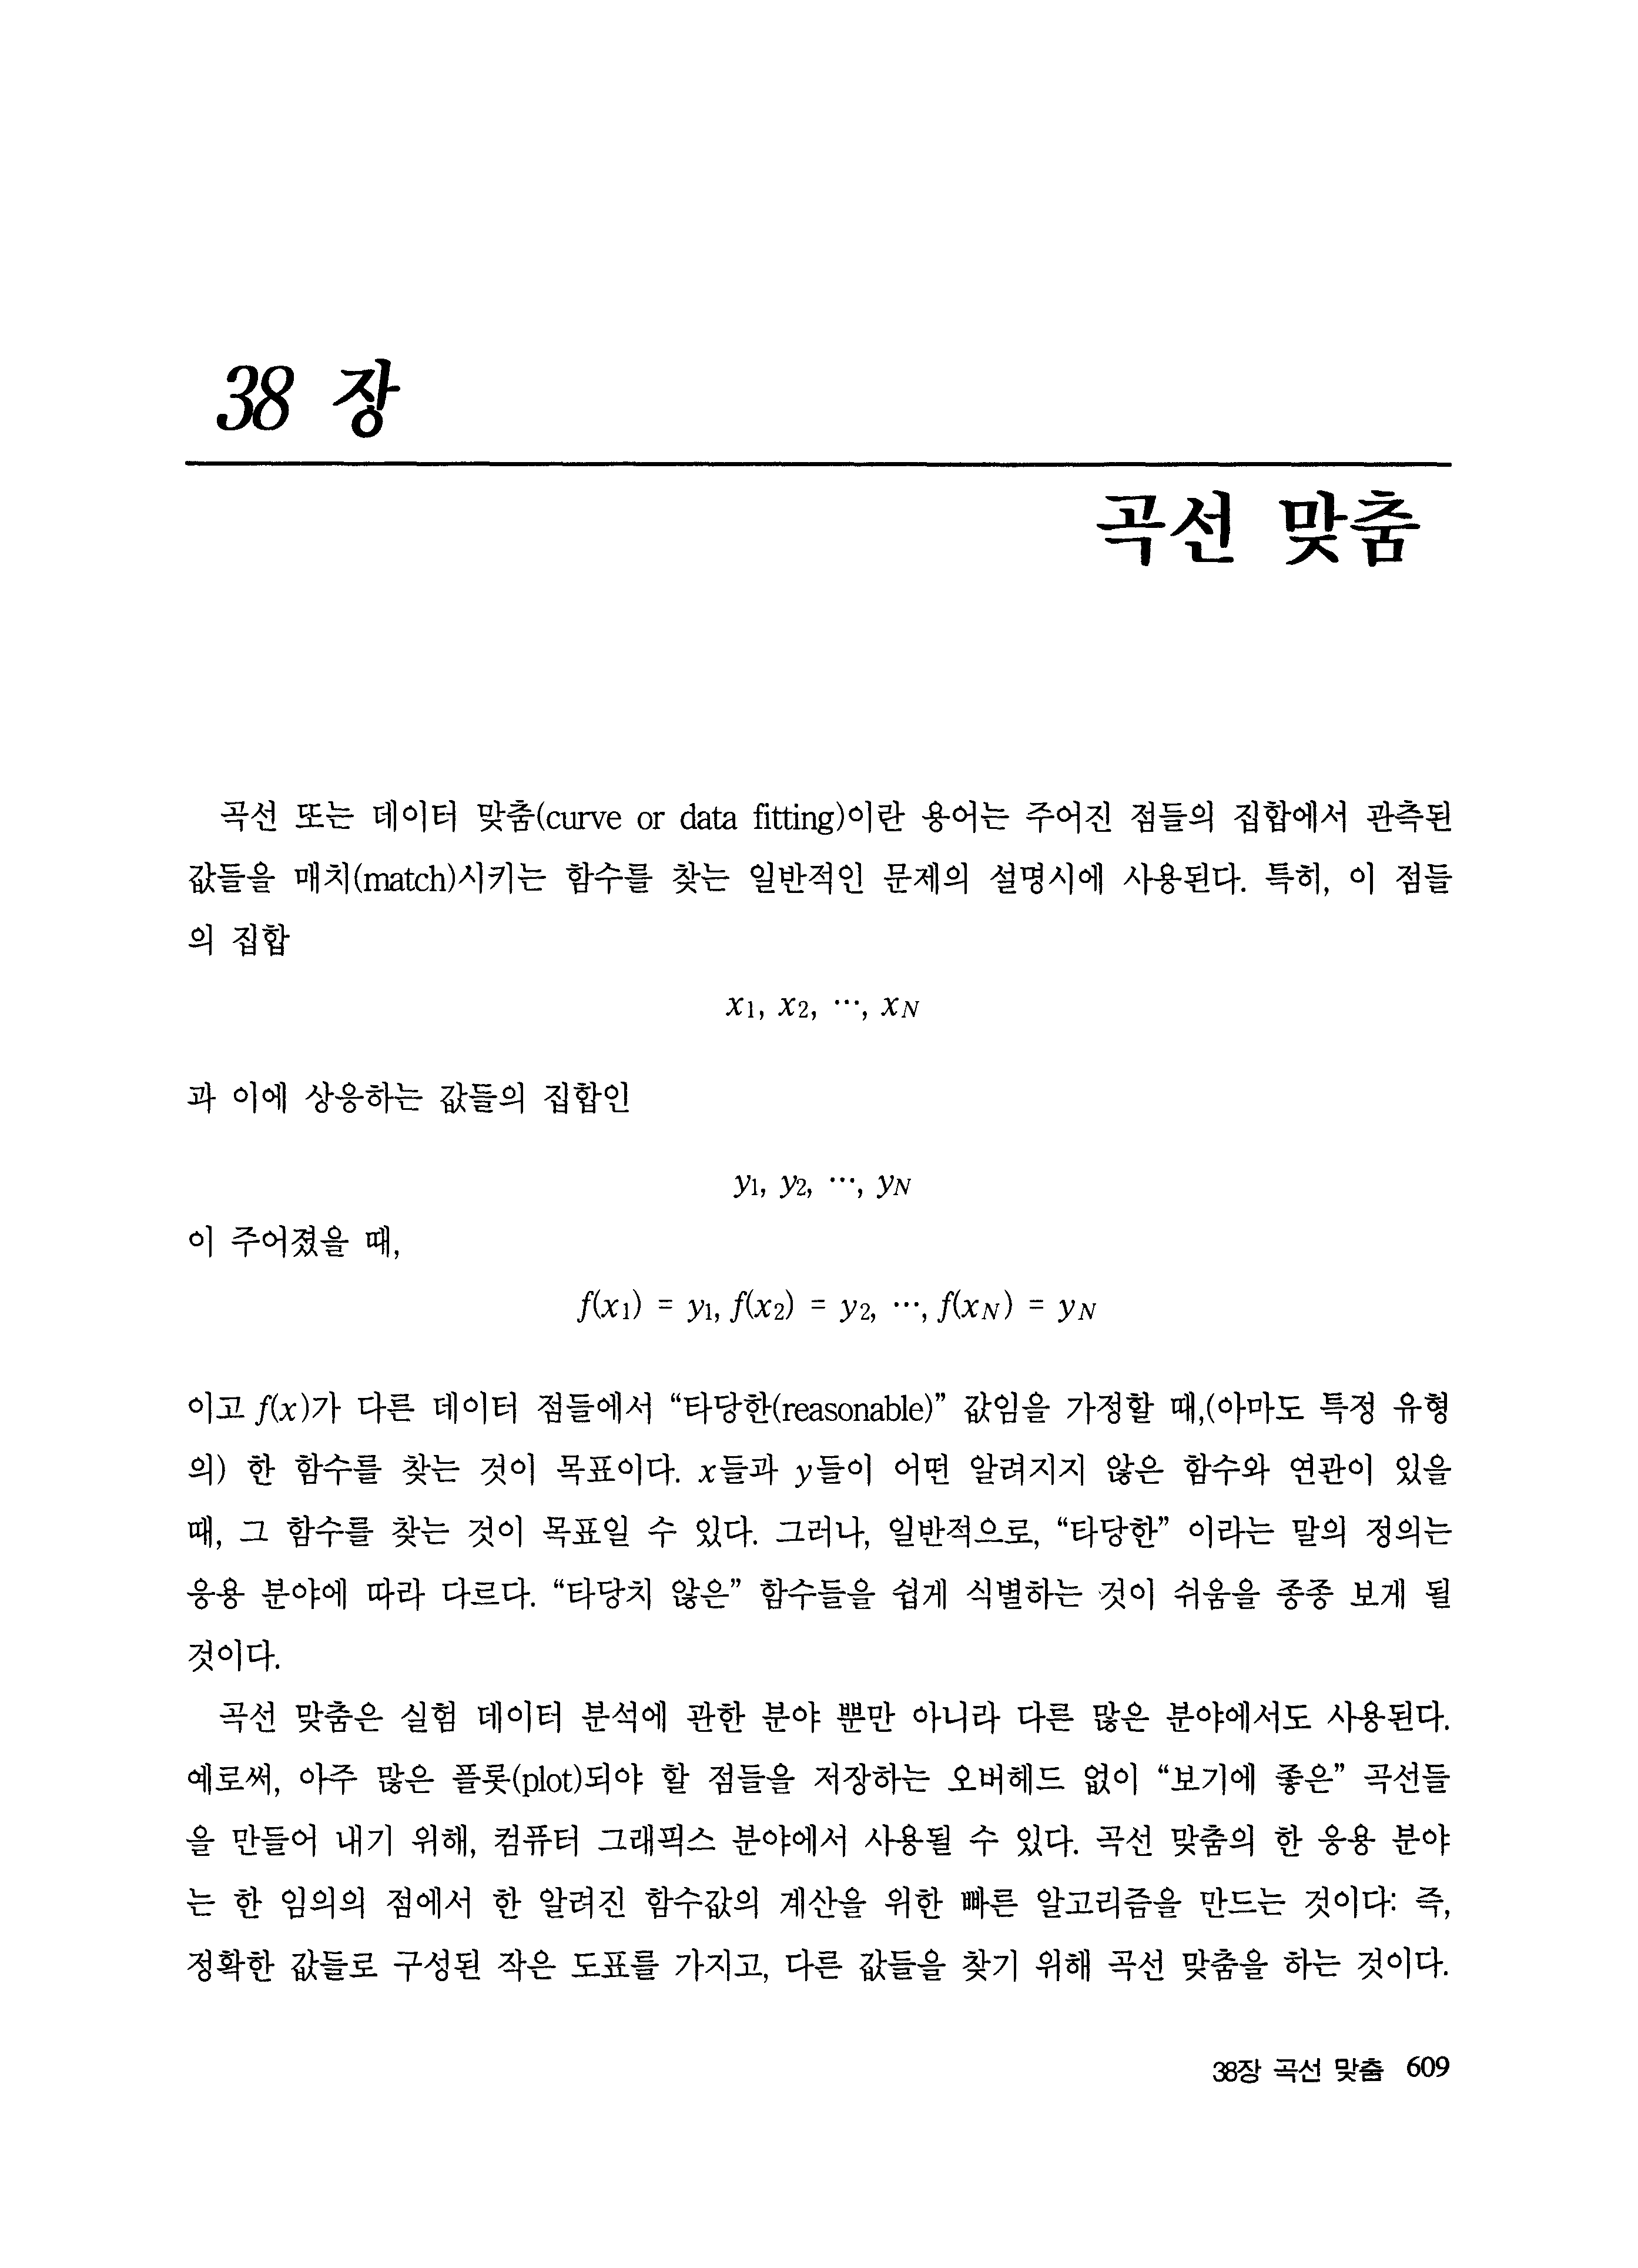 38 장
곡선 맞춤
곡선 또는 데이터 맞춤(curve or data fitting)이란 용어는 주어진 점들의 집합에서 관측된
값들을 매치(match)시키는 함수를 찾는 일반적인 문제의 설명시에 사용된다. 특히, 이 점들
의 집합
x1, x2, ⋯, xN
과 이에 상응하는 값들의 집합인
y1, y2, ⋯, yN
이 주어졌을 때,
f(x1) = y1, f(x2) = y2, ⋯, f(xN) = yN
이고 f(x)가 다른 데이터 점들에서 “타당한(reasonable)” 값임을 가정할 때,(아마도 특정 유형
의) 한 함수를 찾는 것이 목표이다. x들과 y들이 어떤 알려지지 않은 함수와 연관이 있을
때, 그 함수를 찾는 것이 목표일 수 있다. 그러나, 일반적으로, “타당한” 이라는 말의 정의는
응용 분야에 따라 다르다. “타당치 않은” 함수들을 쉽게 식별하는 것이 쉬움을 종종 보게 될
것이다.
곡선 맞춤은 실험 데이터 분석에 관한 분야 뿐만 아니라 다른 많은 분야에서도 사용된다.
예로써, 아주 많은 플롯(plot)되야 할 점들을 저장하는 오버헤드 없이 “보기에 좋은” 곡선들
을 만들어 내기 위해, 컴퓨터 그래픽스 분야에서 사용될 수 있다. 곡선 맞춤의 한 응용 분야
는 한 임의의 점에서 한 알려진 함수값의 계산을 위한 빠른 알고리즘을 만드는 것이다: 즉,
정확한 값들로 구성된 작은 도표를 가지고, 다른 값들을 찾기 위해 곡선 맞춤을 하는 것이다.
38장 곡선 맞춤 609